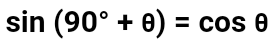 sin (90° + θ) = cos θ